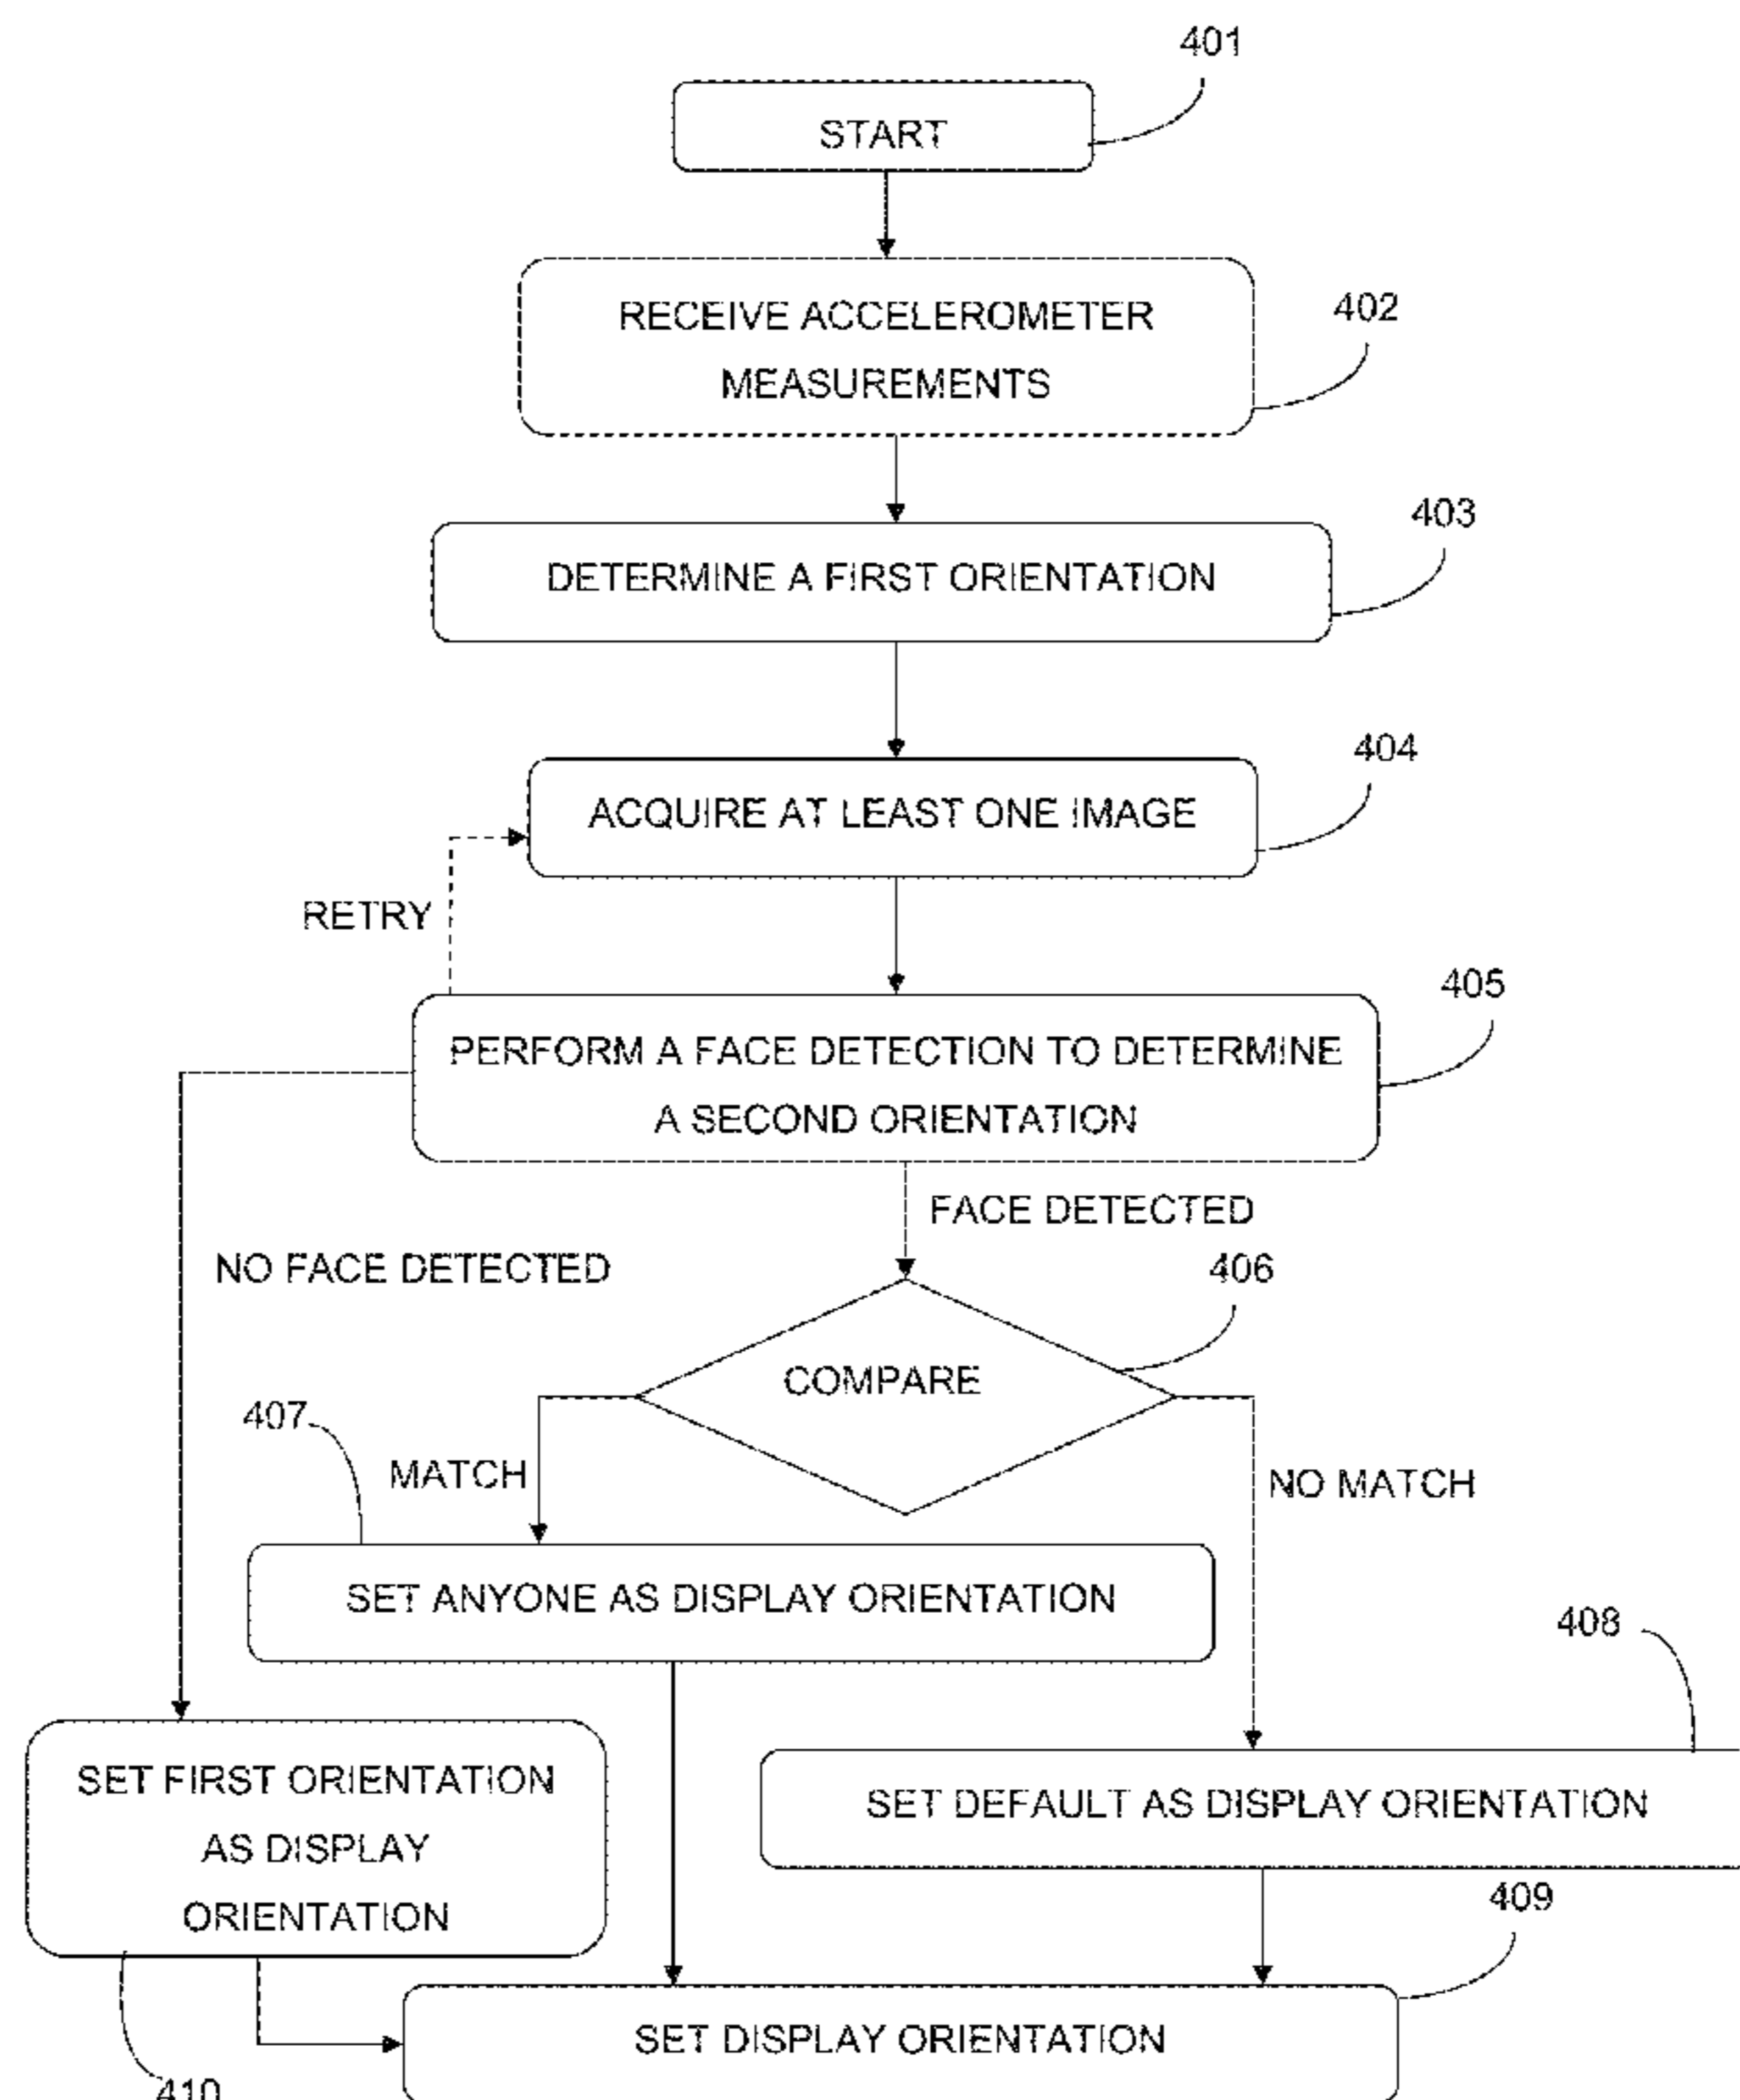 401
START
RECEIVE ACCELEROMETER
MEASUREMENTS
402
403
DETERMINE A FIRST ORIENTATION
404
ACQUIRE AT LEAST ONE IMAGE
RETRY
405
PERFORM A FACE DETECTION TO DETERMINE
A SECOND ORIENTATION
FACE DETECTED
NO FACE DETECTED
406
COMPARE
407
MATCH
NO MATCH
SET ANYONE AS DISPLAY ORIENTATION
408
SET FIRST ORIENTATION
AS DISPLAY
ORIENTATION
SET DEFAULT AS DISPLAY ORIENTATION
409
SET DISPLAY ORIENTATION
410